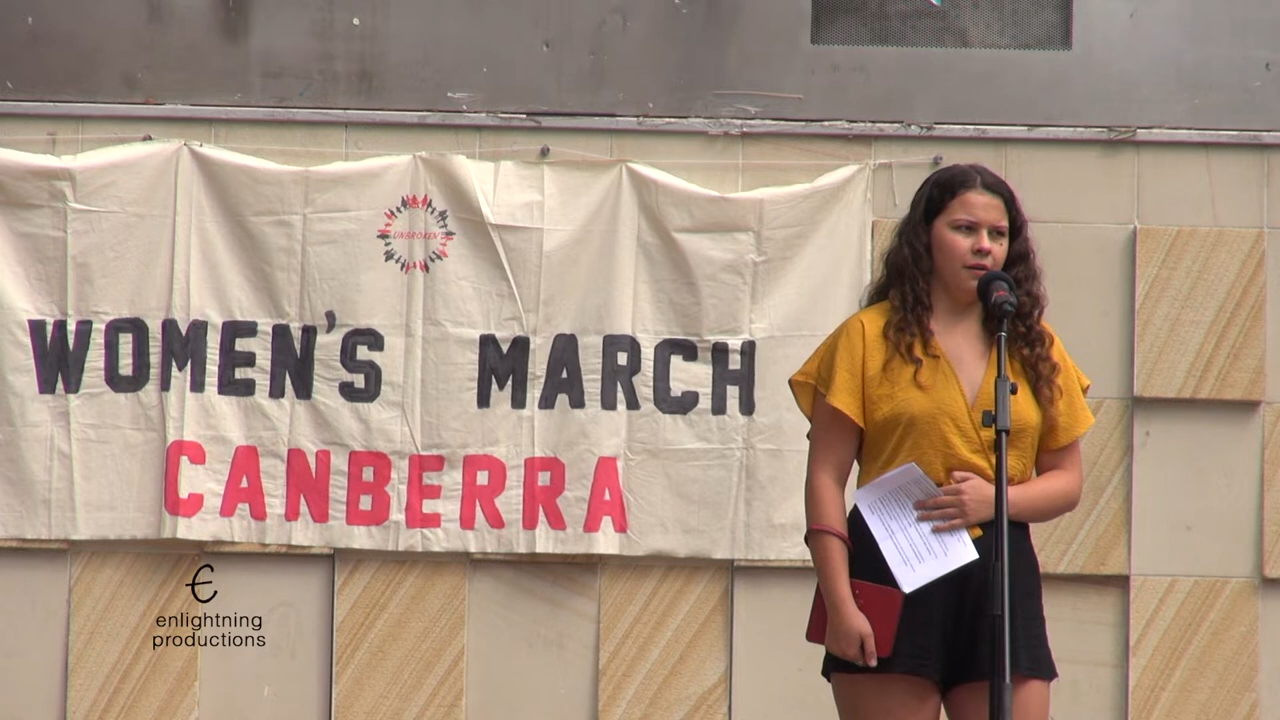 UNBROKEN
WOMEN'S MARCH
CANBERRA
enlightning
productions